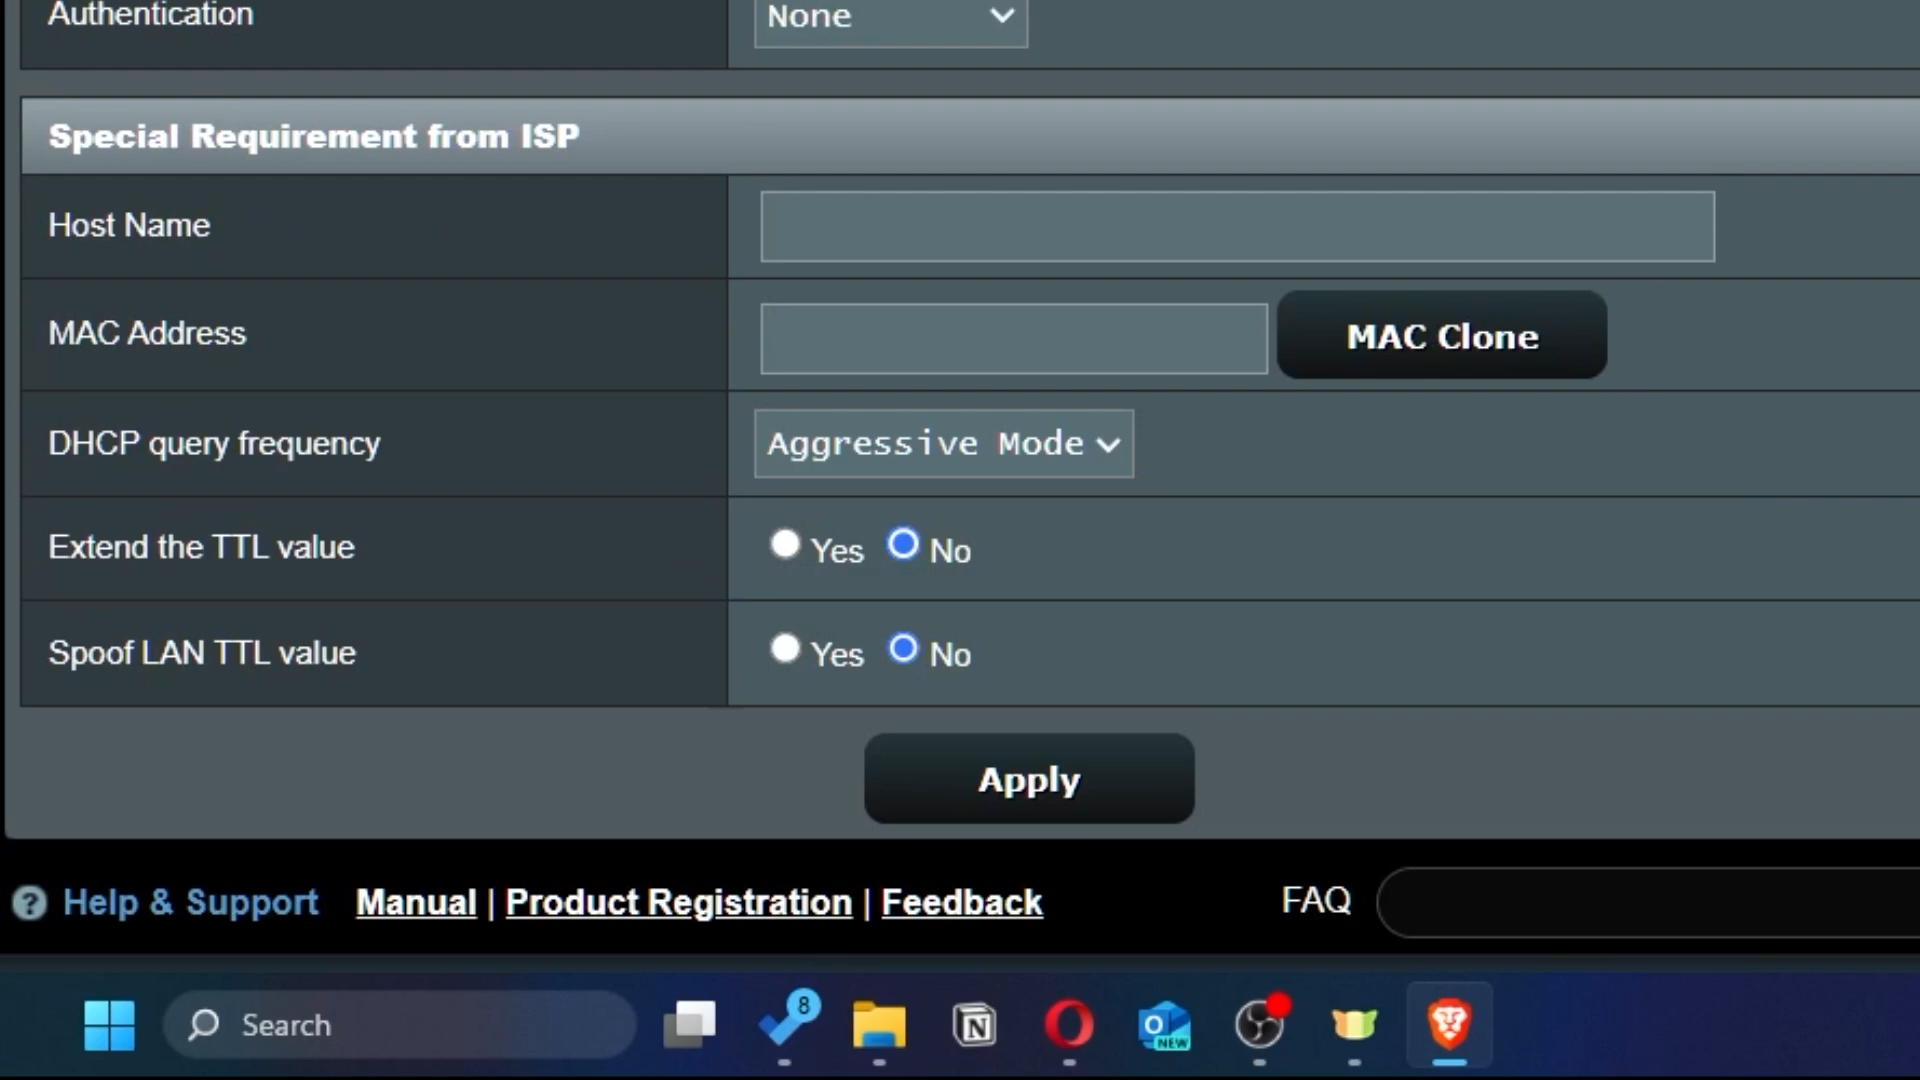 Authentication None
Special Requirement from ISP
Host Name
MAC Address MAC Clone
DHCP query frequency Aggressive Mode
Extend the TTL value Yes No
Spoof LAN TTL value Yes No
Apply
? Help & Support Manual | Product Registration | Feedback FAQ
Search 8 N O NEW